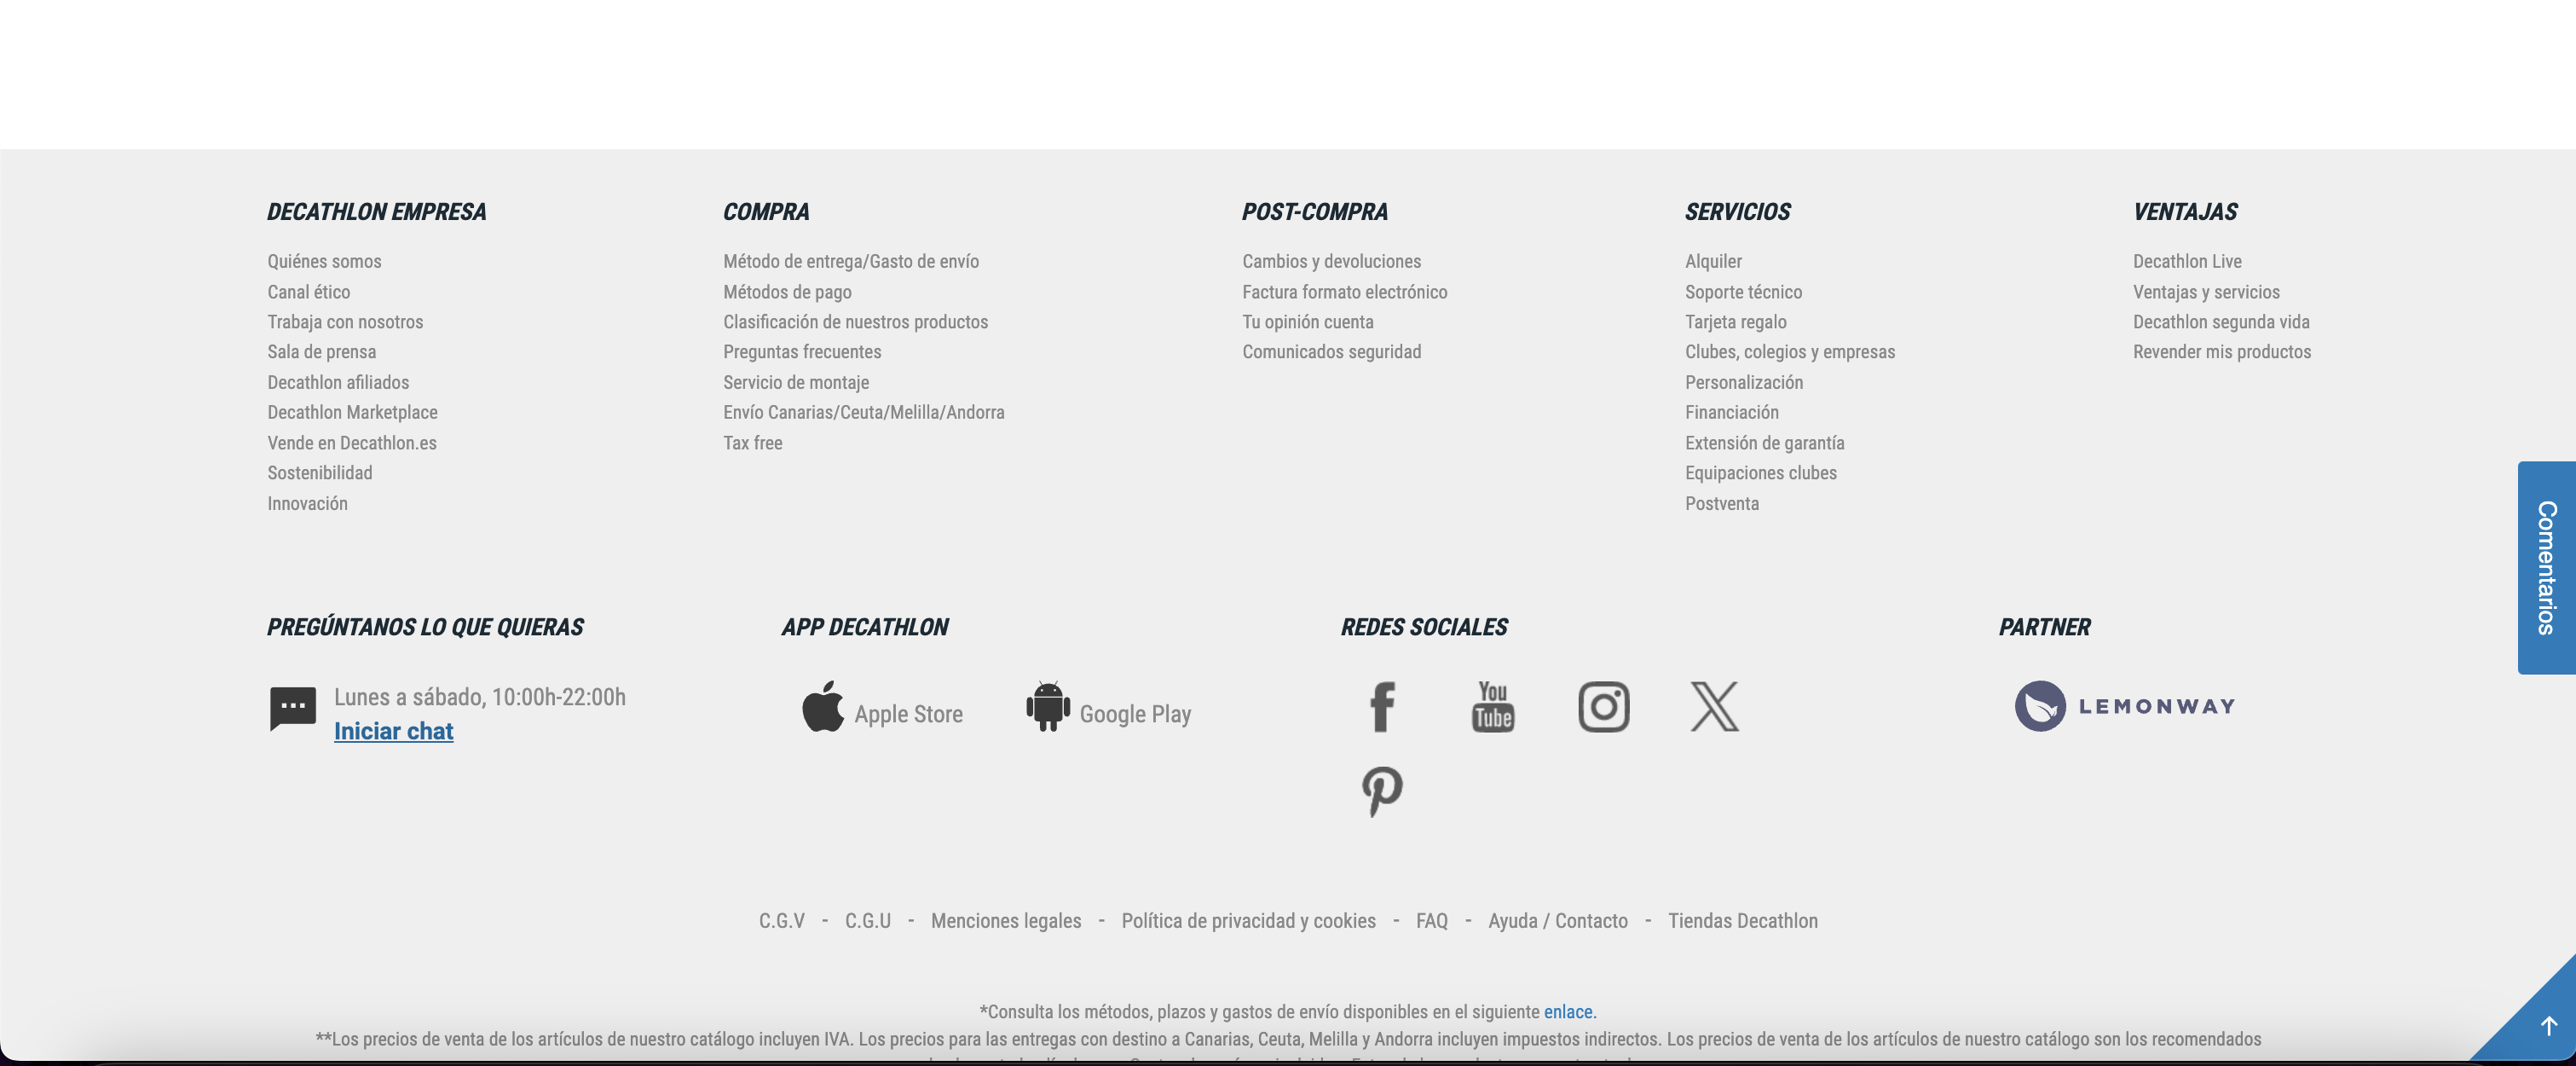 DECATHLON EMPRESA
Quiénes somos
Canal ético
Trabaja con nosotros
Sala de prensa
Decathlon afiliados
Decathlon Marketplace
Vende en Decathlon.es
Sostenibilidad
Innovación
COMPRA
Método de entrega/Gasto de envío
Métodos de pago
Clasificación de nuestros productos
Preguntas frecuentes
Servicio de montaje
Envío Canarias/Ceuta/Melilla/Andorra
Tax free
POST-COMPRA
Cambios y devoluciones
Factura formato electrónico
Tu opinión cuenta
Comunicados seguridad
SERVICIOS
Alquiler
Soporte técnico
Tarjeta regalo
Clubes, colegios y empresas
Personalización
Financiación
Extensión de garantía
Equipaciones clubes
Postventa
VENTAJAS
Decathlon Live
Ventajas y servicios
Decathlon segunda vida
Revender mis productos
Comentarios
PREGÚNTANOS LO QUE QUIERAS
Lunes a sábado, 10:00h-22:00h
Iniciar chat
APP DECATHLON
Apple Store
Google Play
REDES SOCIALES
You
Tube
PARTNER
LEMONWAY
C.G.V - C.G.U - Menciones legales - Política de privacidad y cookies - FAQ - Ayuda / Contacto - Tiendas Decathlon
*Consulta los métodos, plazos y gastos de envío disponibles en el siguiente enlace.
**Los precios de venta de los artículos de nuestro catálogo incluyen IVA. Los precios para las entregas con destino a Canarias, Ceuta, Melilla y Andorra incluyen impuestos indirectos. Los precios de venta de los artículos de nuestro catálogo son los recomendados